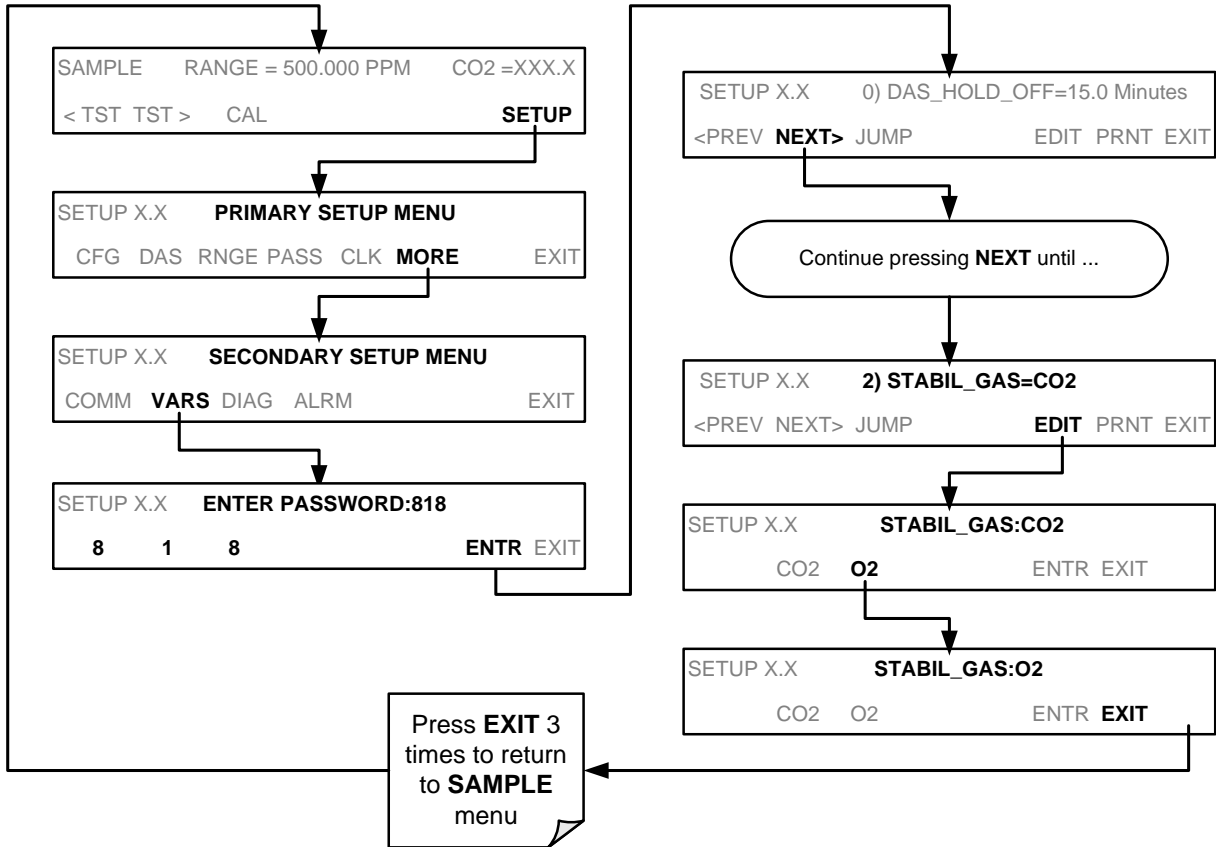 SAMPLE RANGE = 500.000 PPM CO2 =XXX.X
< TST TST > CAL SETUP
SETUP X.X PRIMARY SETUP MENU
CFG DAS RNGE PASS CLK MORE EXIT
SETUP X.X SECONDARY SETUP MENU
COMM VARS DIAG ALRM EXIT
SETUP X.X ENTER PASSWORD:818
8 1 8 ENTR EXIT
SETUP X.X 0) DAS_HOLD_OFF=15.0 Minutes
<PREV NEXT> JUMP EDIT PRNT EXIT
Continue pressing NEXT until ...
SETUP X.X 2) STABIL_GAS=CO2
<PREV NEXT> JUMP EDIT PRNT EXIT
SETUP X.X STABIL_GAS:CO2
CO2 O2 ENTR EXIT
SETUP X.X STABIL_GAS:O2
CO2 O2 ENTR EXIT
Press EXIT 3
times to return
to SAMPLE
menu